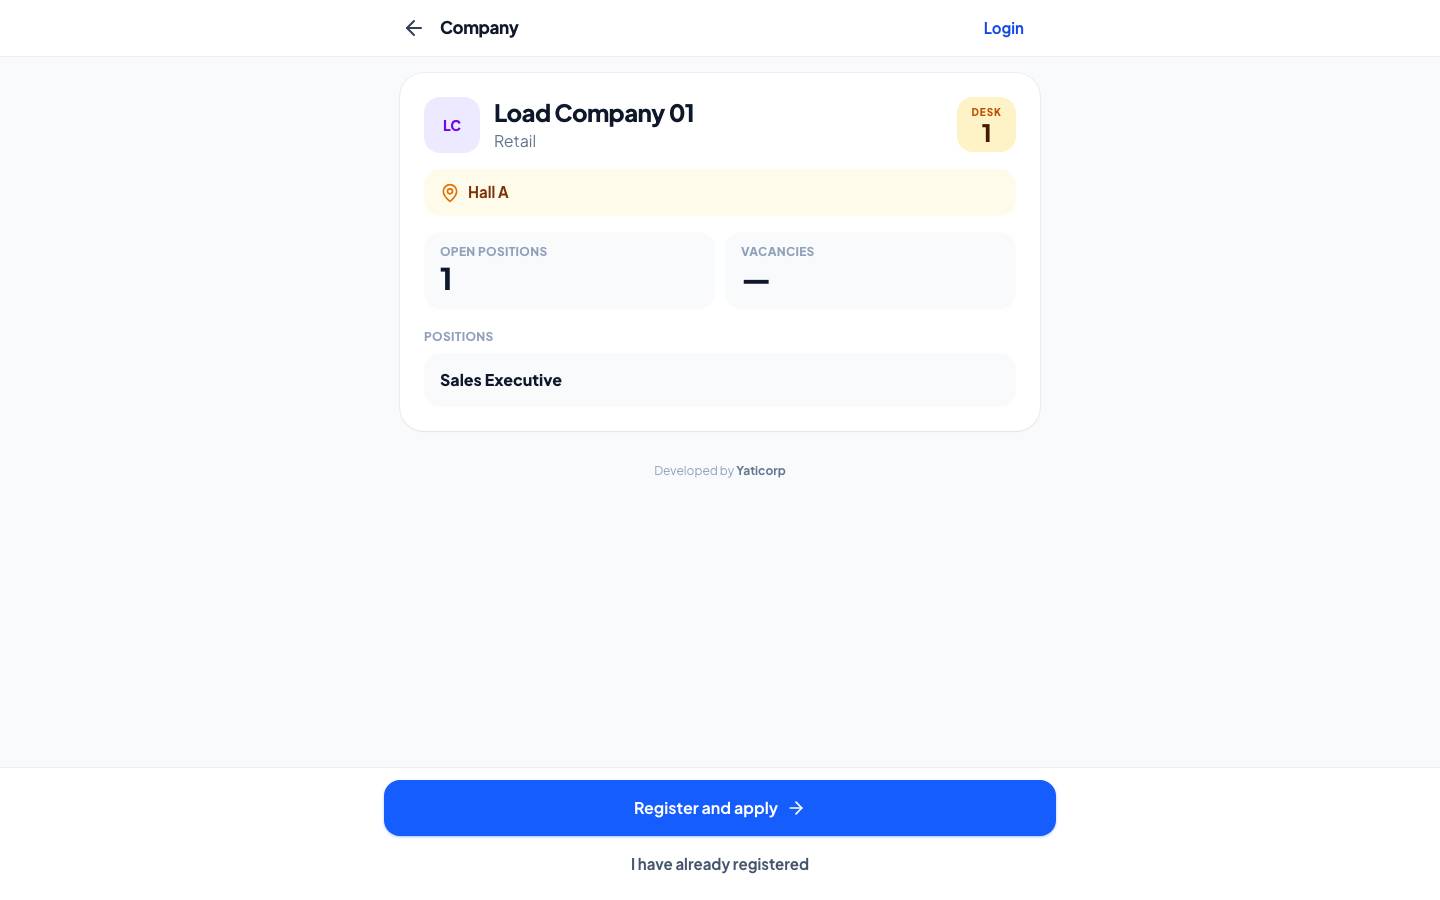 Company
Login
LC
Load Company 01
Retail
DESK
1
Hall A
OPEN POSITIONS
1
VACANCIES
—
POSITIONS
Sales Executive
Developed by Yaticorp
Register and apply
I have already registered